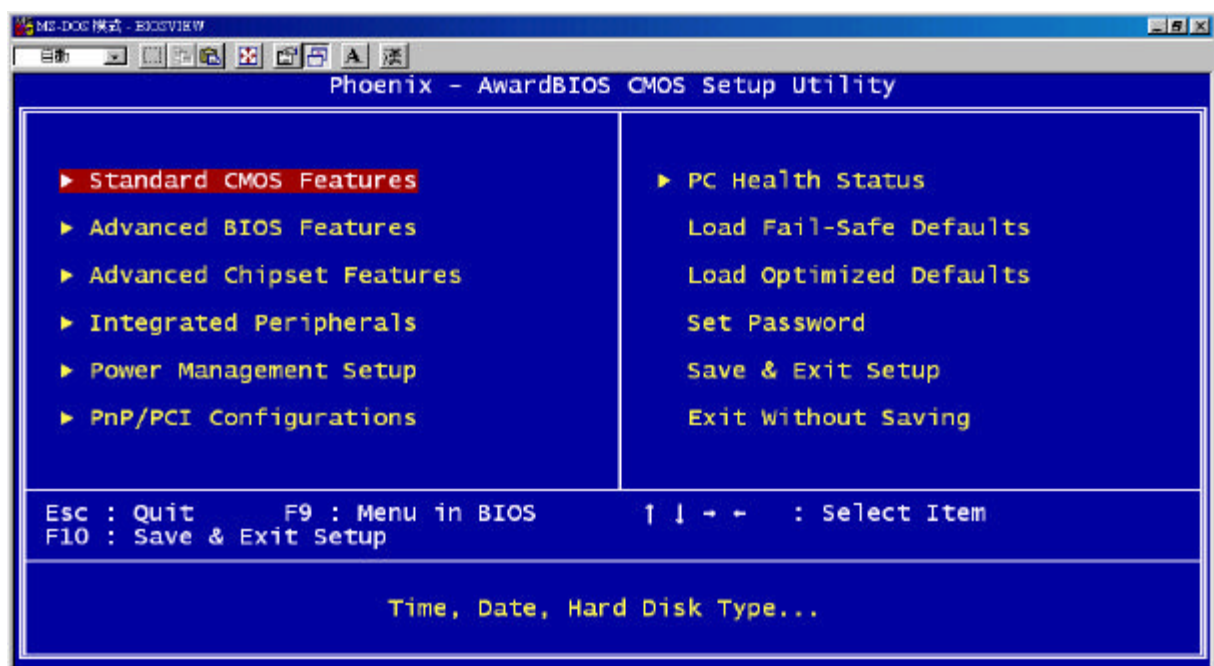 MS-DOS 模式 - BIOSVIEW
自動 A 漢
Phoenix - AwardBIOS CMOS Setup Utility
▶ Standard CMOS Features
▶ Advanced BIOS Features
▶ Advanced Chipset Features
▶ Integrated Peripherals
▶ Power Management Setup
▶ PnP/PCI Configurations
▶ PC Health Status
Load Fail-Safe Defaults
Load Optimized Defaults
Set Password
Save & Exit Setup
Exit Without Saving
Esc : Quit F9 : Menu in BIOS ↑ ↓ → ← : Select Item
F10 : Save & Exit Setup
Time, Date, Hard Disk Type...